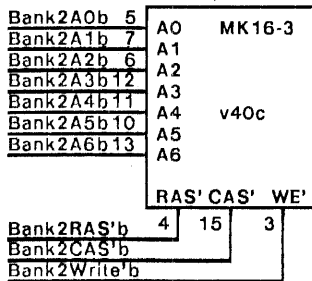 Bank2A0b 5 A0 MK16-3
Bank2A1b 7 A1
Bank2A2b 6 A2
Bank2A3b 12 A3
Bank2A4b 11 A4 v40c
Bank2A5b 10 A5
Bank2A6b 13 A6
RAS' CAS' WE'
Bank2RAS'b 4 15 3
Bank2CAS'b
Bank2Write'b